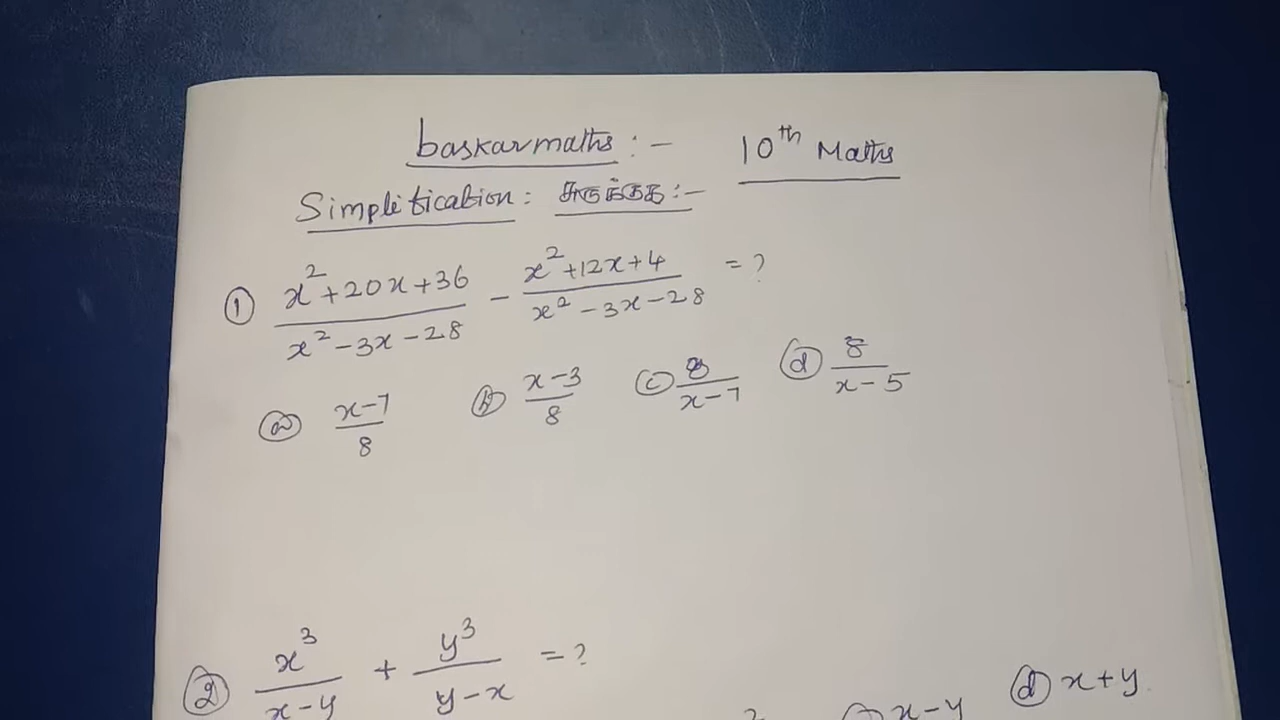 baskarmaths :- 10th Maths
Simplification : சுருக்குக :-
① (x² + 20x + 36)/(x² - 3x - 28) - (x² + 12x + 4)/(x² - 3x - 28) = ?
ⓐ (x-7)/8 ⓑ (x-3)/8 ⓒ 8/(x-7) ⓓ 8/(x-5)
② x³/(x-y) + y³/(y-x) = ?
x-y ⓓ x+y